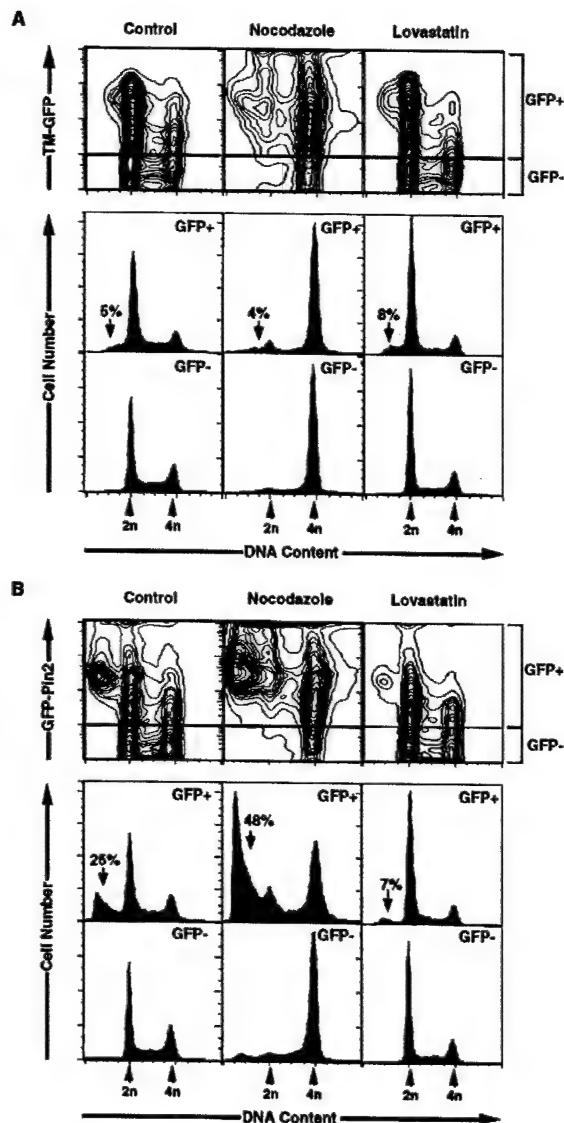 A
Control Nocodazole Lovastatin
TM-GFP
GFP+
GFP-
Cell Number
GFP+ GFP+ GFP+
5% 4% 8%
GFP- GFP- GFP-
2n 4n 2n 4n 2n 4n
DNA Content
B
Control Nocodazole Lovastatin
GFP-Pin2
GFP+
GFP-
Cell Number
GFP+ GFP+ GFP+
25% 48% 7%
GFP- GFP- GFP-
2n 4n 2n 4n 2n 4n
DNA Content